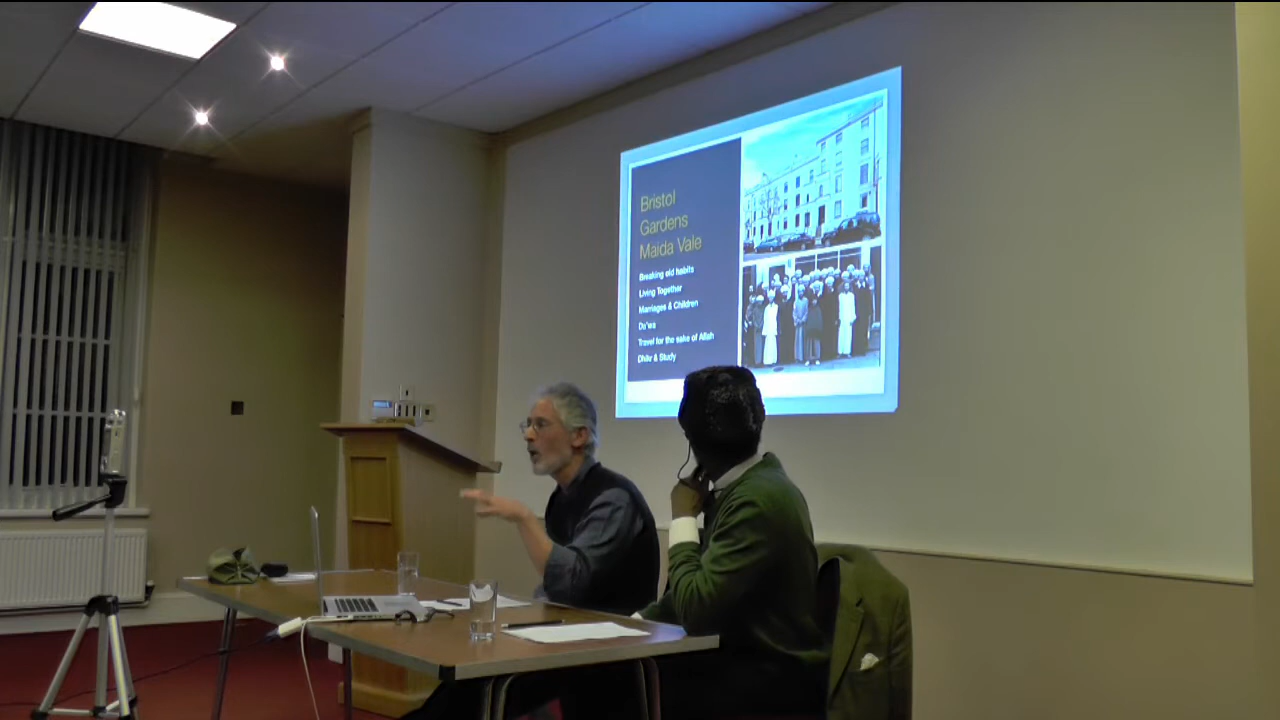 Bristol
Gardens
Maida Vale
Breaking old habits
Living Together
Marriages & Children
Da'wa
Travel for the sake of Allah
Dhikr & Study